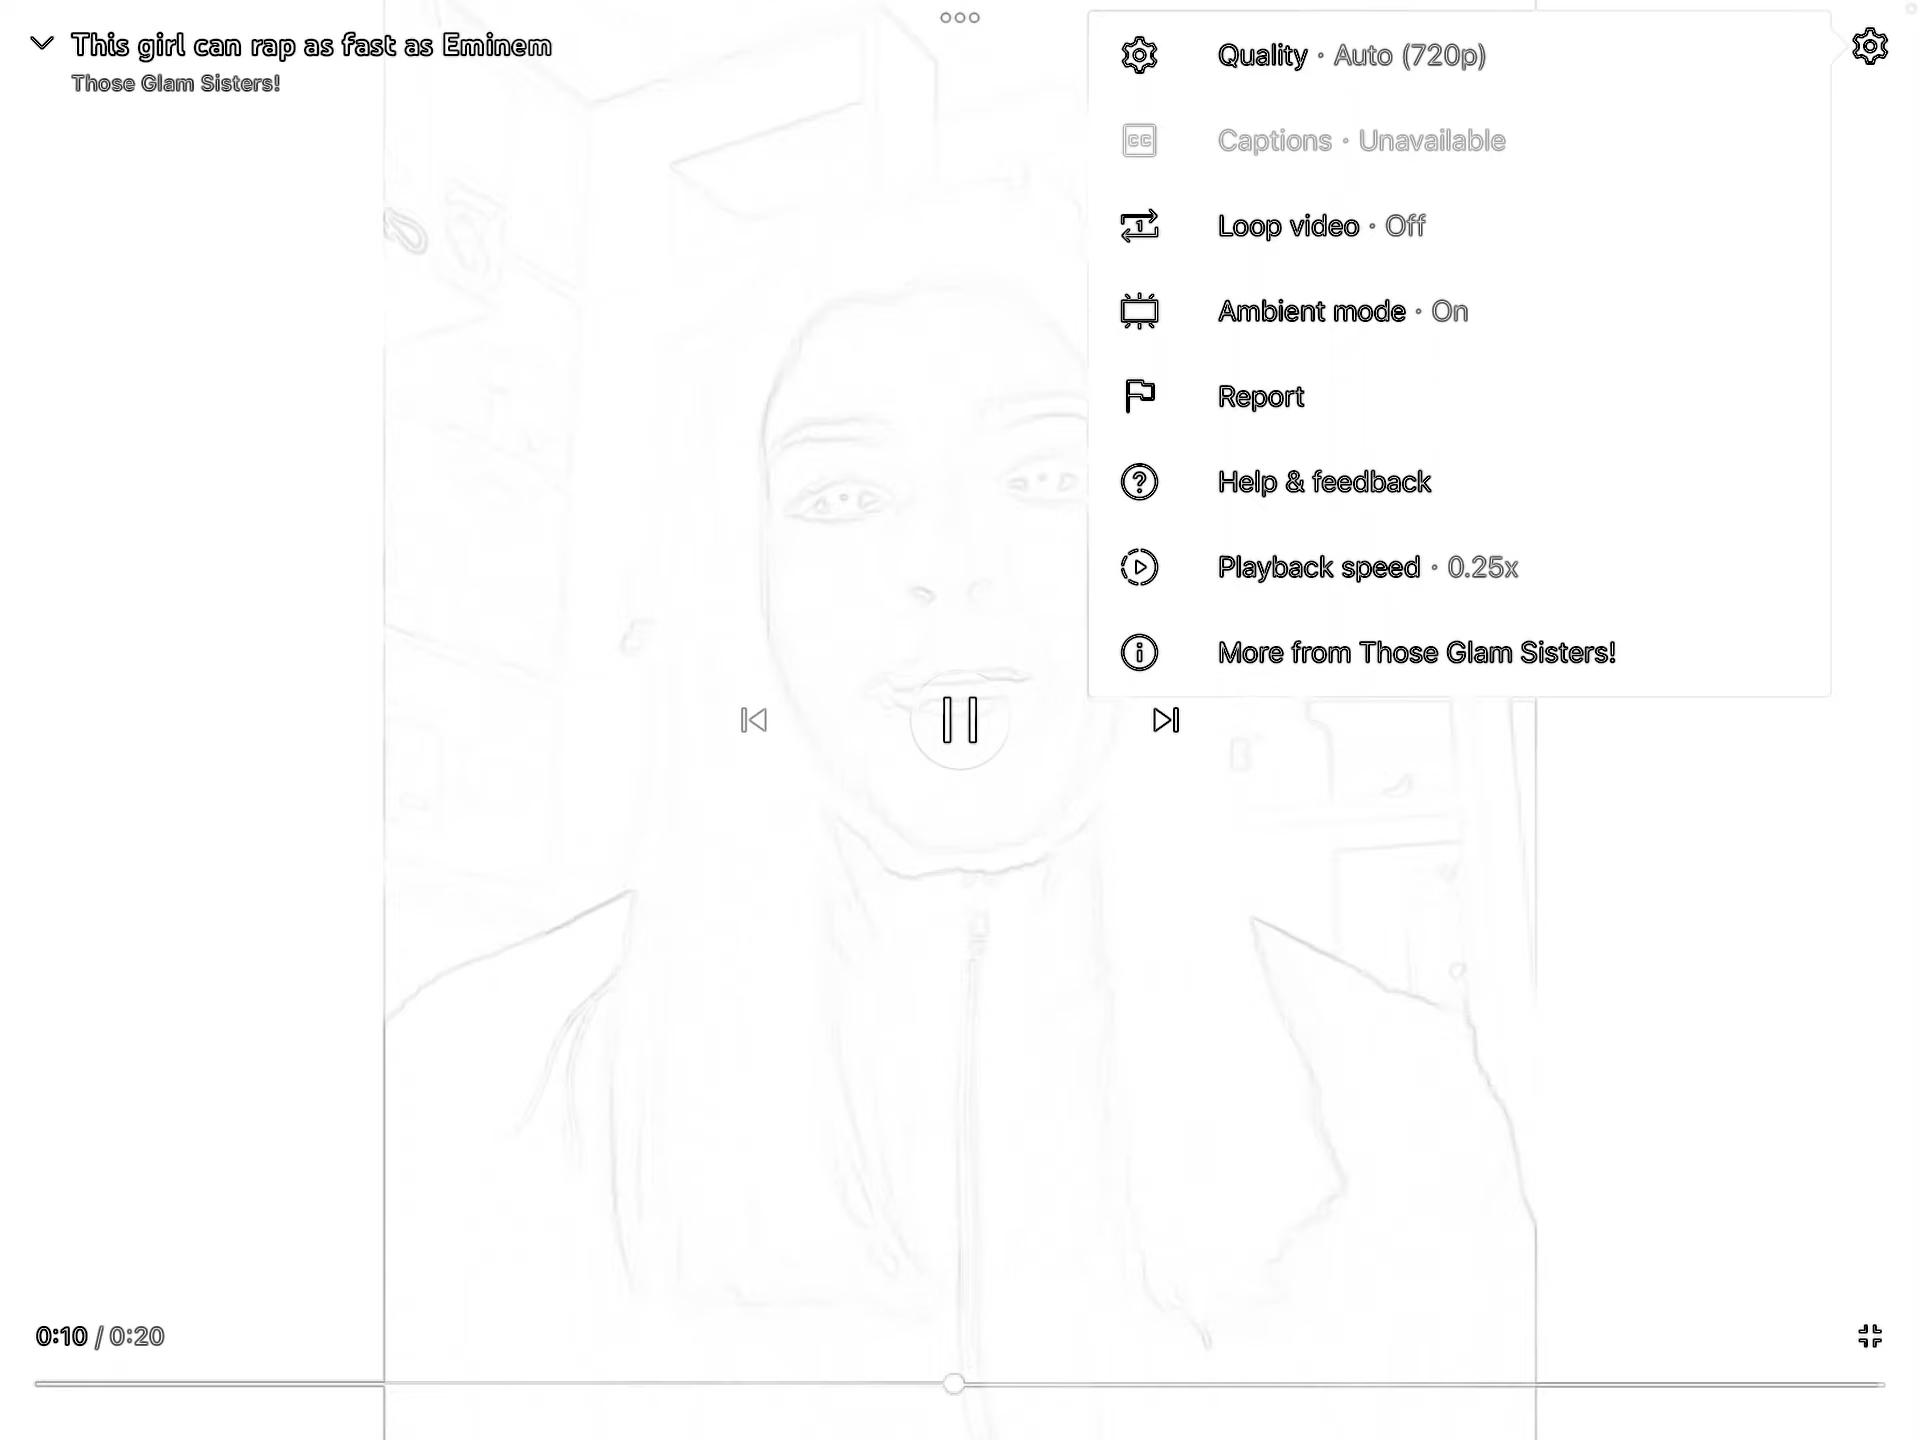 This girl can rap as fast as Eminem
Those Glam Sisters!
Quality · Auto (720p)
CC Captions · Unavailable
1 Loop video · Off
Ambient mode · On
Report
? Help & feedback
Playback speed · 0.25x
i More from Those Glam Sisters!
0:10 / 0:20